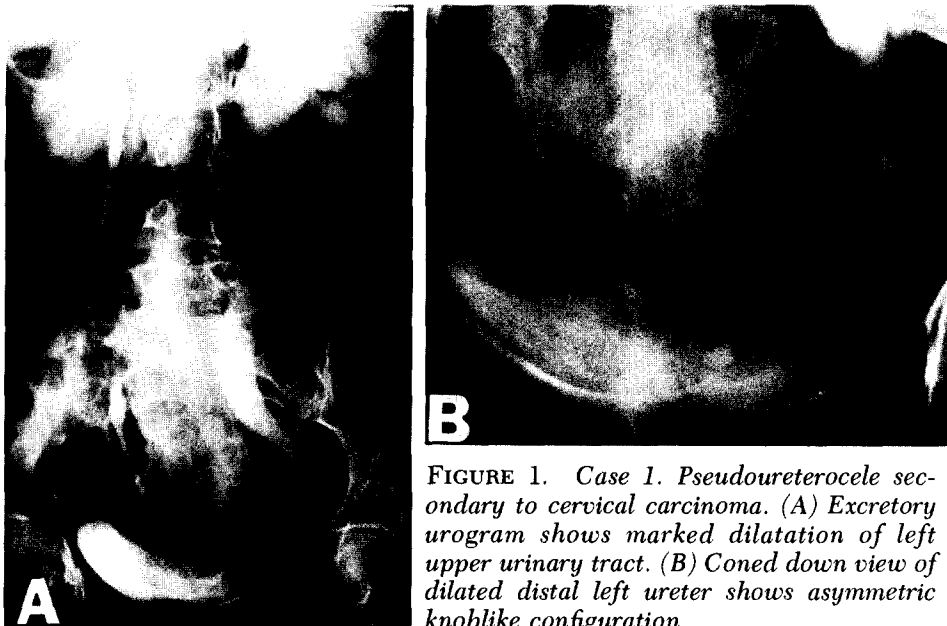 A
B
FIGURE 1. Case 1. Pseudoureterocele sec-
ondary to cervical carcinoma. (A) Excretory
urogram shows marked dilatation of left
upper urinary tract. (B) Coned down view of
dilated distal left ureter shows asymmetric
knoblike configuration